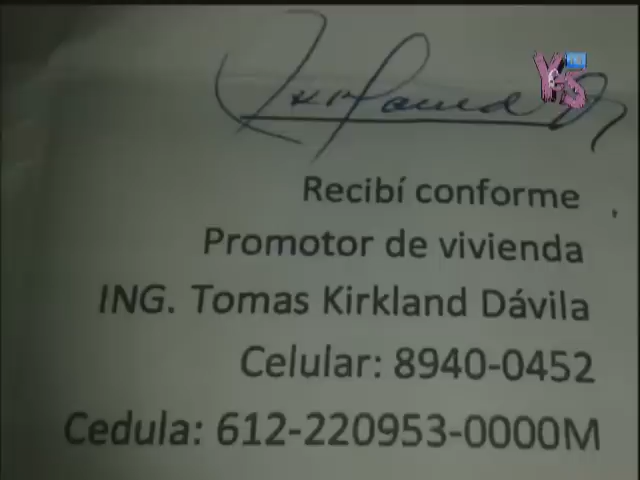 Recibí conforme
Promotor de vivienda
ING. Tomas Kirkland Dávila
Celular: 8940-0452
Cedula: 612-220953-0000M